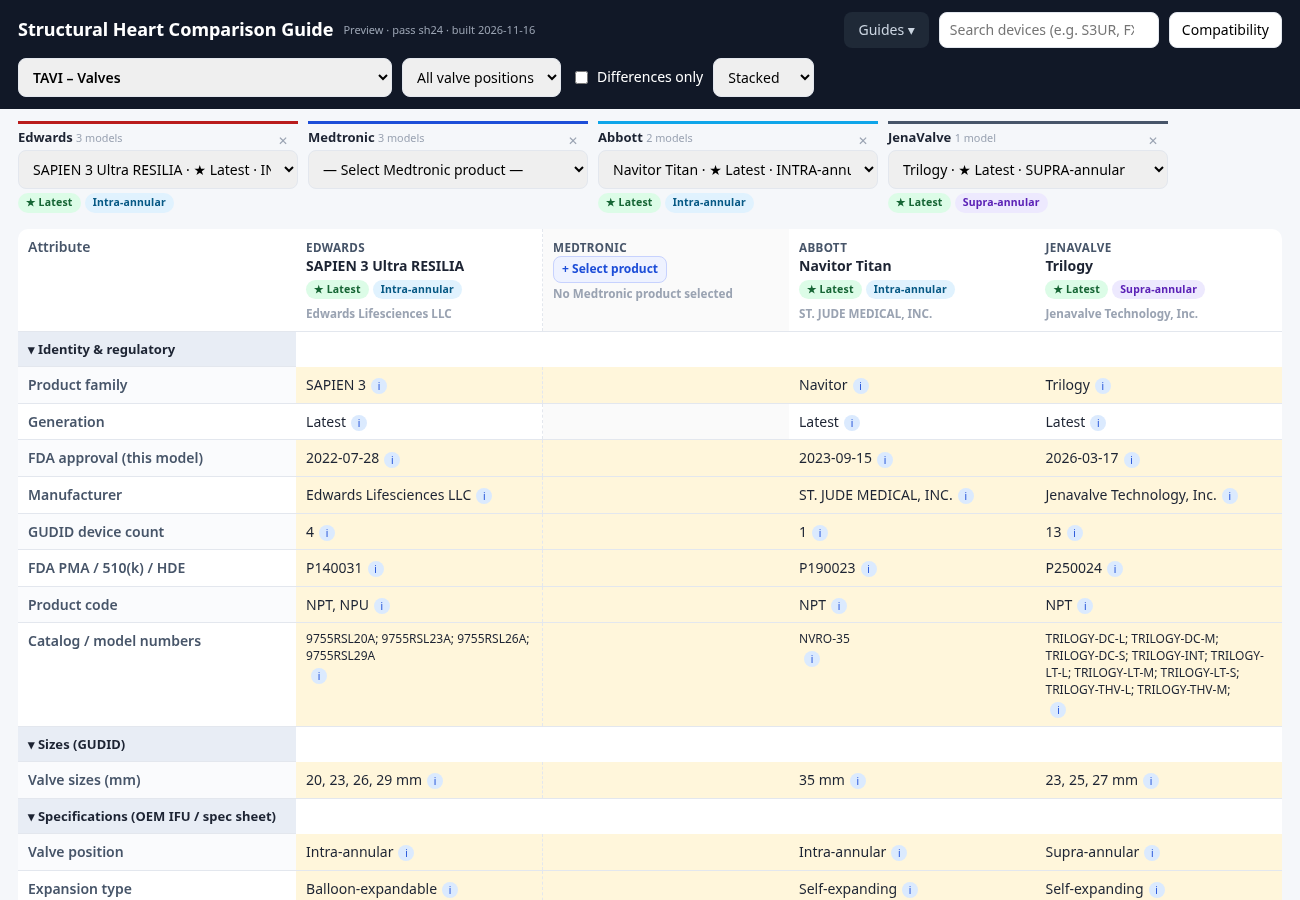 Structural Heart Comparison Guide Preview · pass sh24 · built 2026-11-16 Guides ▾ Search devices (e.g. S3UR, F Compatibility
TAVI – Valves All valve positions Differences only Stacked
Edwards 3 models × Medtronic 3 models × Abbott 2 models × JenaValve 1 model ×
SAPIEN 3 Ultra RESILIA · ★ Latest · IN — Select Medtronic product — Navitor Titan · ★ Latest · INTRA-annu Trilogy · ★ Latest · SUPRA-annular
★ Latest Intra-annular ★ Latest Intra-annular ★ Latest Supra-annular
Attribute EDWARDS MEDTRONIC ABBOTT JENAVALVE
SAPIEN 3 Ultra RESILIA + Select product Navitor Titan Trilogy
★ Latest Intra-annular No Medtronic product selected ★ Latest Intra-annular ★ Latest Supra-annular
Edwards Lifesciences LLC ST. JUDE MEDICAL, INC. Jenavalve Technology, Inc.
▾ Identity & regulatory
Product family SAPIEN 3 i Navitor i Trilogy i
Generation Latest i Latest i Latest i
FDA approval (this model) 2022-07-28 i 2023-09-15 i 2026-03-17 i
Manufacturer Edwards Lifesciences LLC i ST. JUDE MEDICAL, INC. i Jenavalve Technology, Inc. i
GUDID device count 4 i 1 i 13 i
FDA PMA / 510(k) / HDE P140031 i P190023 i P250024 i
Product code NPT, NPU i NPT i NPT i
Catalog / model numbers 9755RSL20A; 9755RSL23A; 9755RSL26A; NVRO-35 TRILOGY-DC-L; TRILOGY-DC-M;
9755RSL29A i TRILOGY-DC-S; TRILOGY-INT; TRILOGY-
i LT-L; TRILOGY-LT-M; TRILOGY-LT-S;
TRILOGY-THV-L; TRILOGY-THV-M;
i
▾ Sizes (GUDID)
Valve sizes (mm) 20, 23, 26, 29 mm i 35 mm i 23, 25, 27 mm i
▾ Specifications (OEM IFU / spec sheet)
Valve position Intra-annular i Intra-annular i Supra-annular i
Expansion type Balloon-expandable i Self-expanding i Self-expanding i